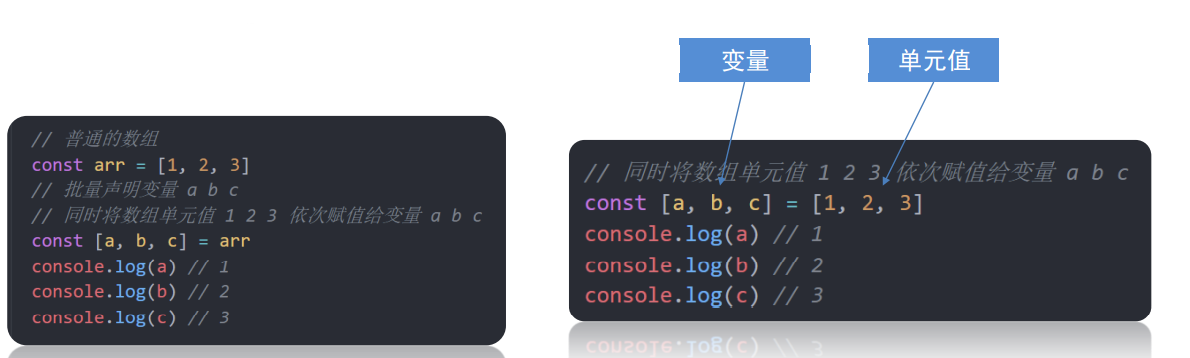 变量
单元值
// 普通的数组
const arr = [1, 2, 3]
// 批量声明变量 a b c
// 同时将数组单元值 1 2 3 依次赋值给变量 a b c
const [a, b, c] = arr
console.log(a) // 1
console.log(b) // 2
console.log(c) // 3
// 同时将数组单元值 1 2 3 依次赋值给变量 a b c
const [a, b, c] = [1, 2, 3]
console.log(a) // 1
console.log(b) // 2
console.log(c) // 3